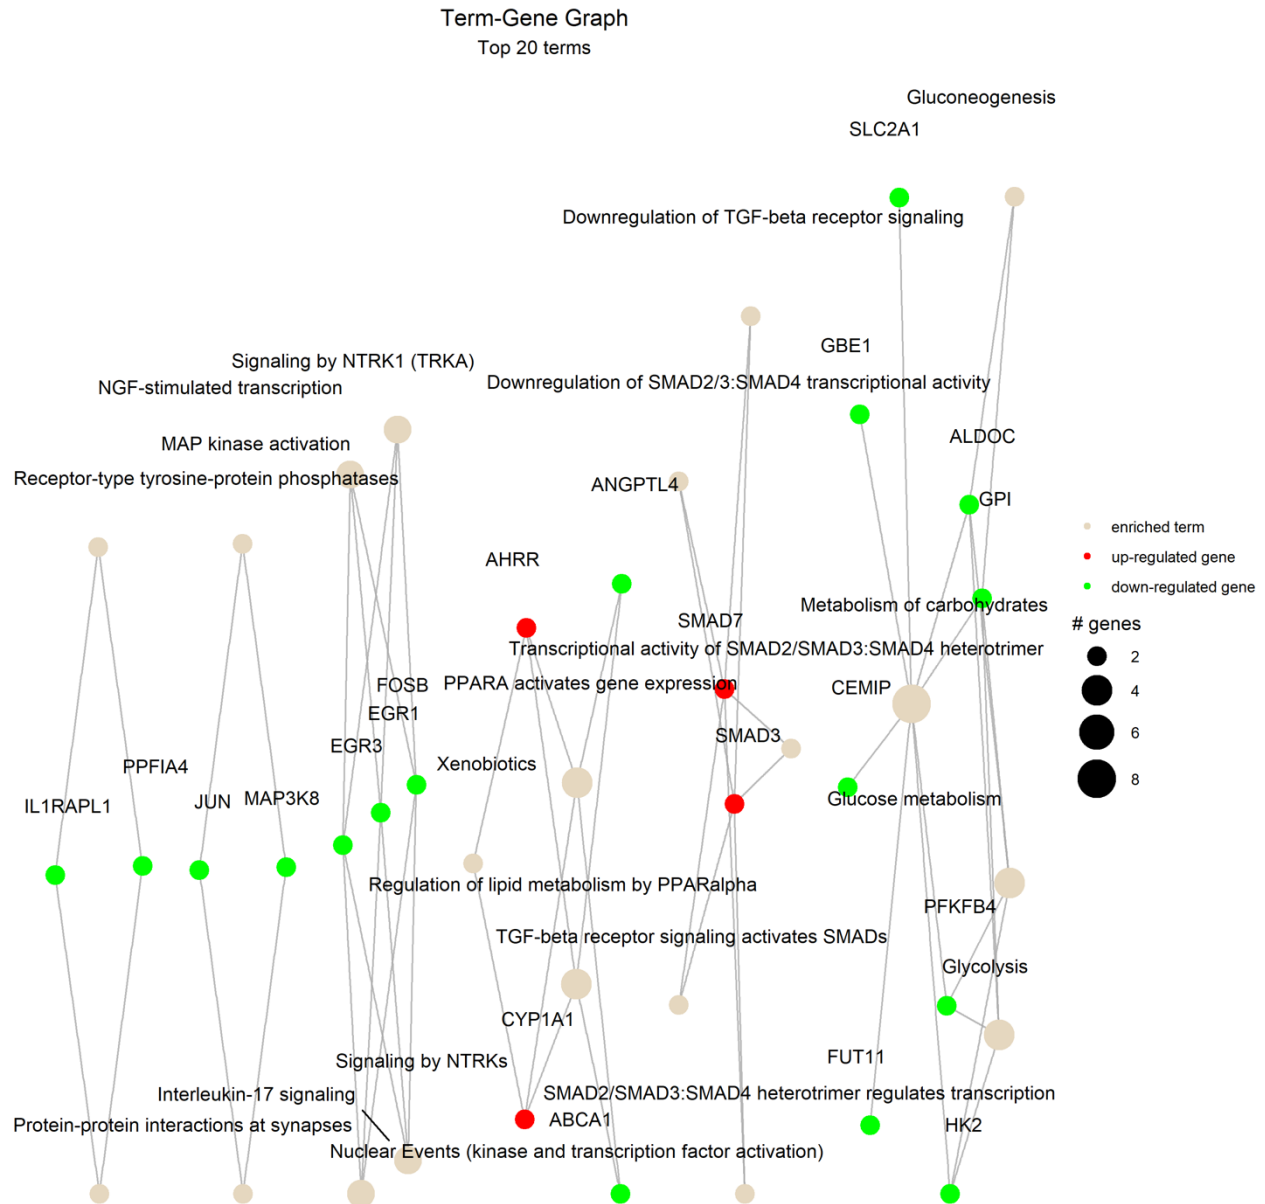 Term-Gene Graph
Top 20 terms
Gluconeogenesis
SLC2A1
Downregulation of TGF-beta receptor signaling
GBE1
Signaling by NTRK1 (TRKA)
Downregulation of SMAD2/3:SMAD4 transcriptional activity
NGF-stimulated transcription
ALDOC
MAP kinase activation
Receptor-type tyrosine-protein phosphatases
ANGPTL4
GPI
enriched term
up-regulated gene
down-regulated gene
# genes
2
4
6
8
AHRR
Metabolism of carbohydrates
SMAD7
Transcriptional activity of SMAD2/SMAD3:SMAD4 heterotrimer
FOSB
PPARA activates gene expression
CEMIP
EGR1
SMAD3
EGR3
Xenobiotics
PPFIA4
Glucose metabolism
IL1RAPL1
JUN
MAP3K8
Regulation of lipid metabolism by PPARalpha
PFKFB4
TGF-beta receptor signaling activates SMADs
Glycolysis
CYP1A1
Signaling by NTRKs
FUT11
Interleukin-17 signaling
SMAD2/SMAD3:SMAD4 heterotrimer regulates transcription
Protein-protein interactions at synapses
ABCA1
HK2
Nuclear Events (kinase and transcription factor activation)